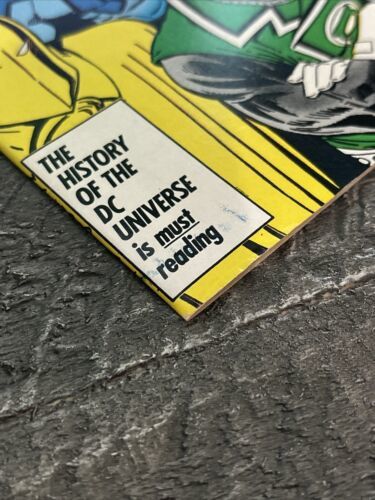 THE
HISTORY
OF THE
DC
UNIVERSE
is must
reading